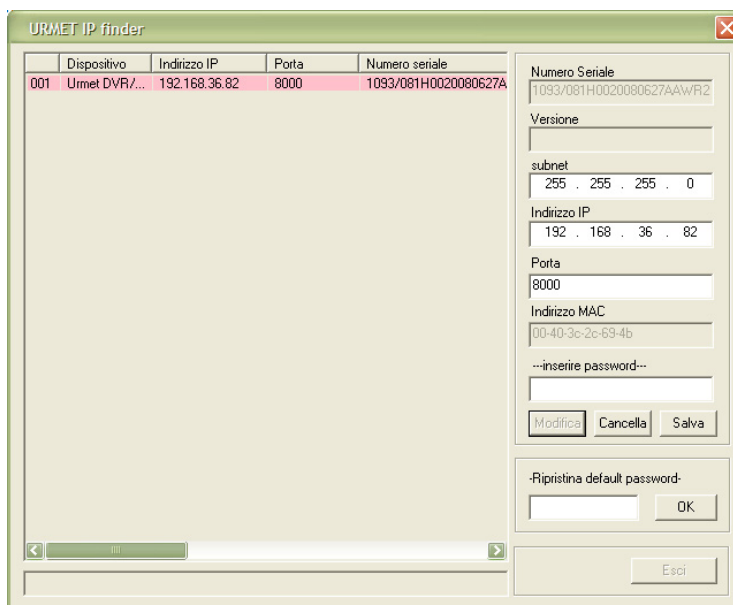 URMET IP finder
Dispositivo Indirizzo IP Porta Numero seriale
001 Urmet DVR/... 192.168.36.82 8000 1093/081H0020080627A
Numero Seriale
1093/081H0020080627AAWR2
Versione
subnet
255 . 255 . 255 . 0
Indirizzo IP
192 . 168 . 36 . 82
Porta
8000
Indirizzo MAC
00-40-3c-2c-69-4b
---inserire password---
Modifica Cancella Salva
-Ripristina default password-
OK
Esci